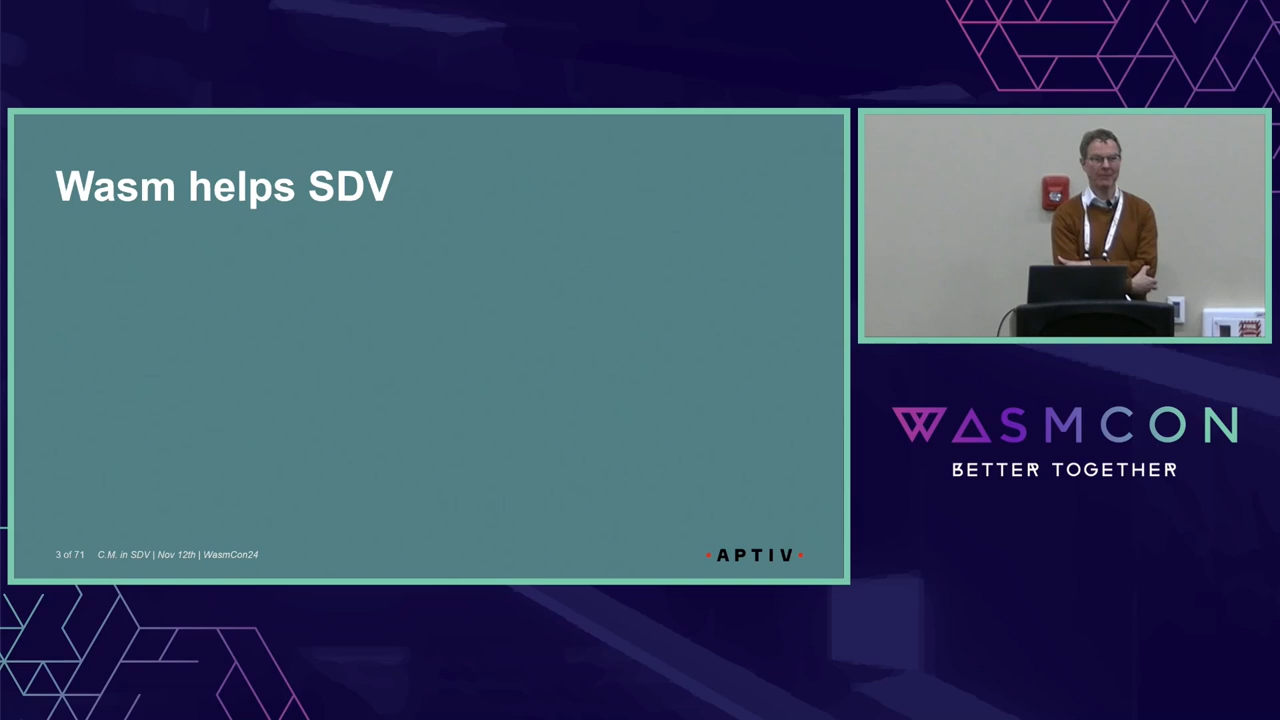 Wasm helps SDV
3 of 71 C.M. in SDV | Nov 12th | WasmCon24
• APTIV •
WASMCON
BETTER TOGETHER